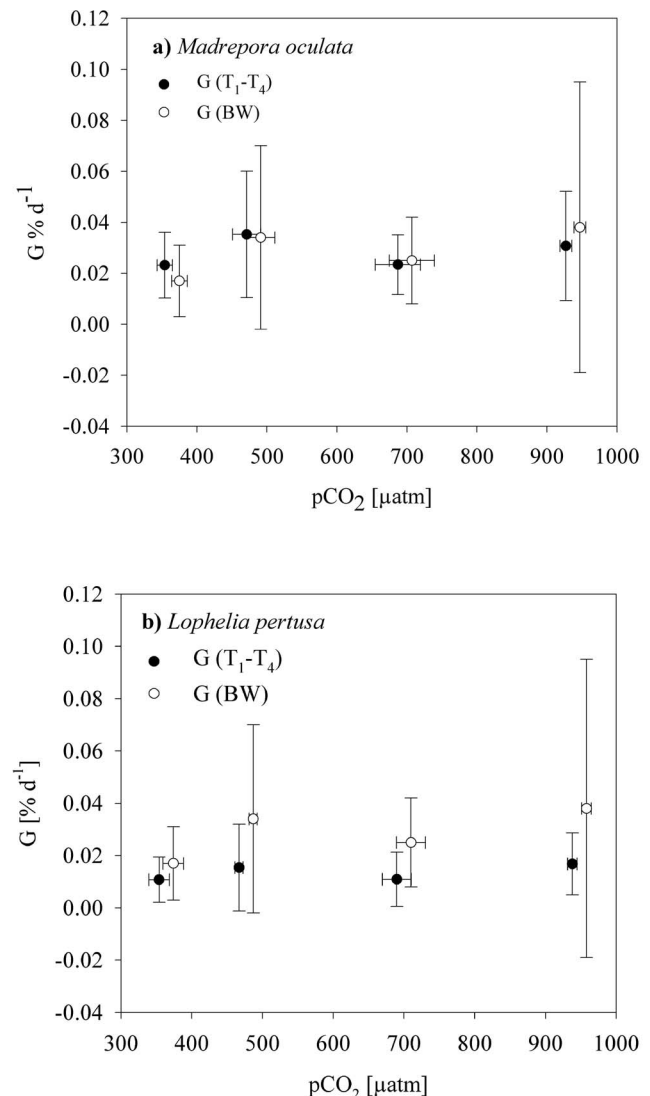 0.12
a) Madrepora oculata
0.10
G (T1-T4)
G (BW)
0.08
0.06
0.04
0.02
0.00
-0.02
-0.04
G % d-1
300 400 500 600 700 800 900 1000
pCO2 [µatm]
0.12
b) Lophelia pertusa
0.10
G (T1-T4)
G (BW)
0.08
0.06
0.04
0.02
0.00
-0.02
-0.04
G [% d-1]
300 400 500 600 700 800 900 1000
pCO2 [µatm]